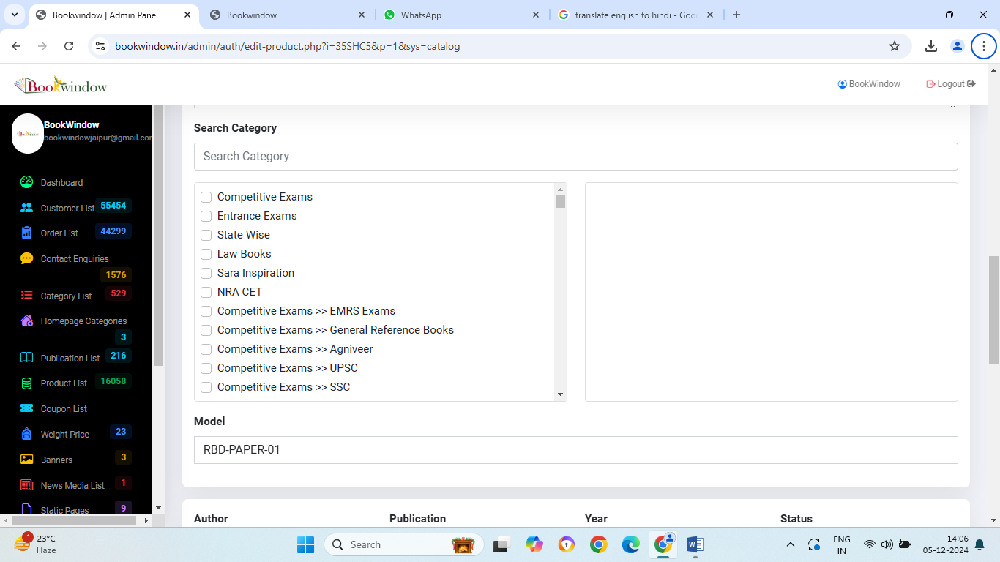 Bookwindow | Admin Panel
Bookwindow
WhatsApp
translate english to hindi - Goo
bookwindow.in/admin/auth/edit-product.php?i=35SHC5&p=1&sys=catalog
Bookwindow
BookWindow
Logout
BookWindow
bookwindowjaipur@gmail.com
Dashboard
Customer List 55454
Order List 44299
Contact Enquiries
1576
Category List 529
Homepage Categories
3
Publication List 216
Product List 16058
Coupon List
Weight Price 23
Banners 3
News Media List 1
Static Pages 9
Search Category
Search Category
Competitive Exams
Entrance Exams
State Wise
Law Books
Sara Inspiration
NRA CET
Competitive Exams >> EMRS Exams
Competitive Exams >> General Reference Books
Competitive Exams >> Agniveer
Competitive Exams >> UPSC
Competitive Exams >> SSC
Model
RBD-PAPER-01
Author Publication Year Status
1
23°C
Haze
Search
ENG
IN
14:06
05-12-2024